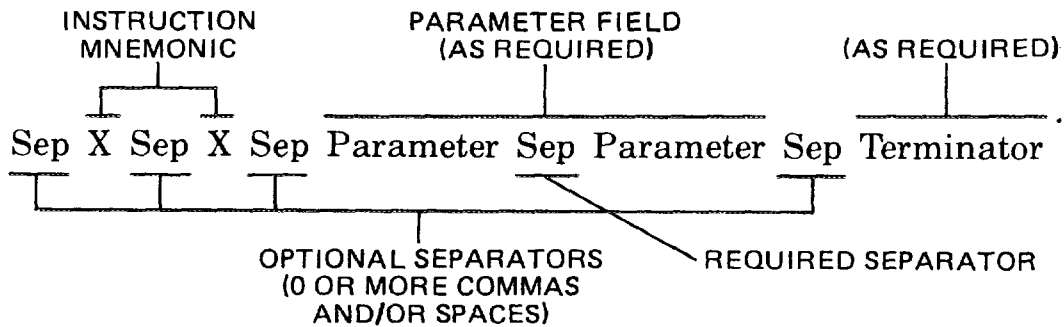 INSTRUCTION
MNEMONIC
PARAMETER FIELD
(AS REQUIRED)
(AS REQUIRED)
Sep X Sep X Sep Parameter Sep Parameter Sep Terminator.
OPTIONAL SEPARATORS
(0 OR MORE COMMAS
AND/OR SPACES)
REQUIRED SEPARATOR